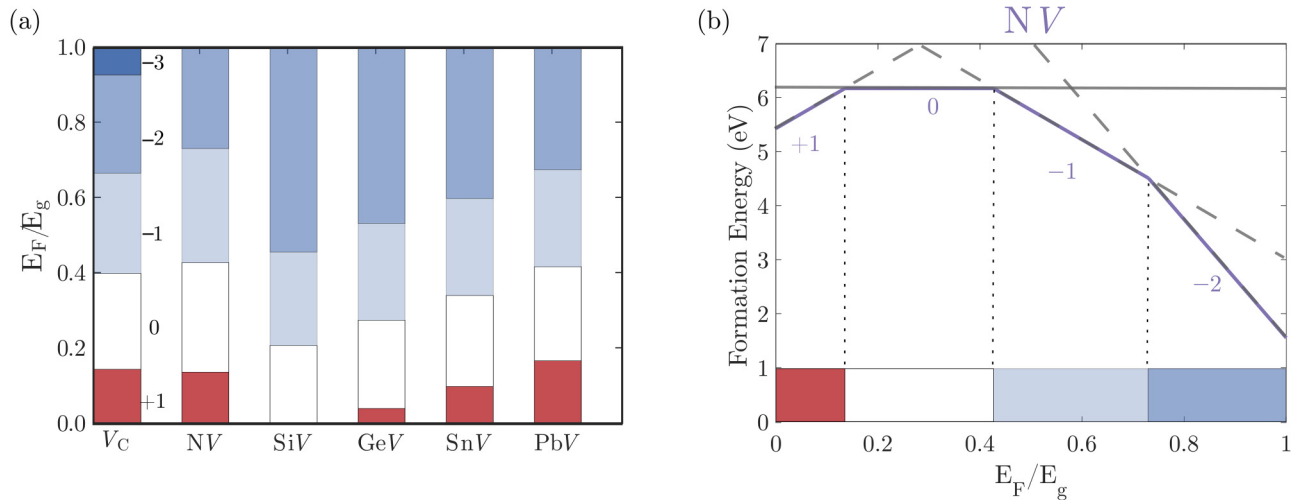 (a)
1.0
0.8
0.6
0.4
0.2
0.0
E_F/E_g
−3
−2
−1
0
+1
V_C
NV
SiV
GeV
SnV
PbV
(b)
NV
7
6
5
4
3
2
1
0
Formation Energy (eV)
+1
0
−1
−2
0
0.2
0.4
0.6
0.8
1
E_F/E_g